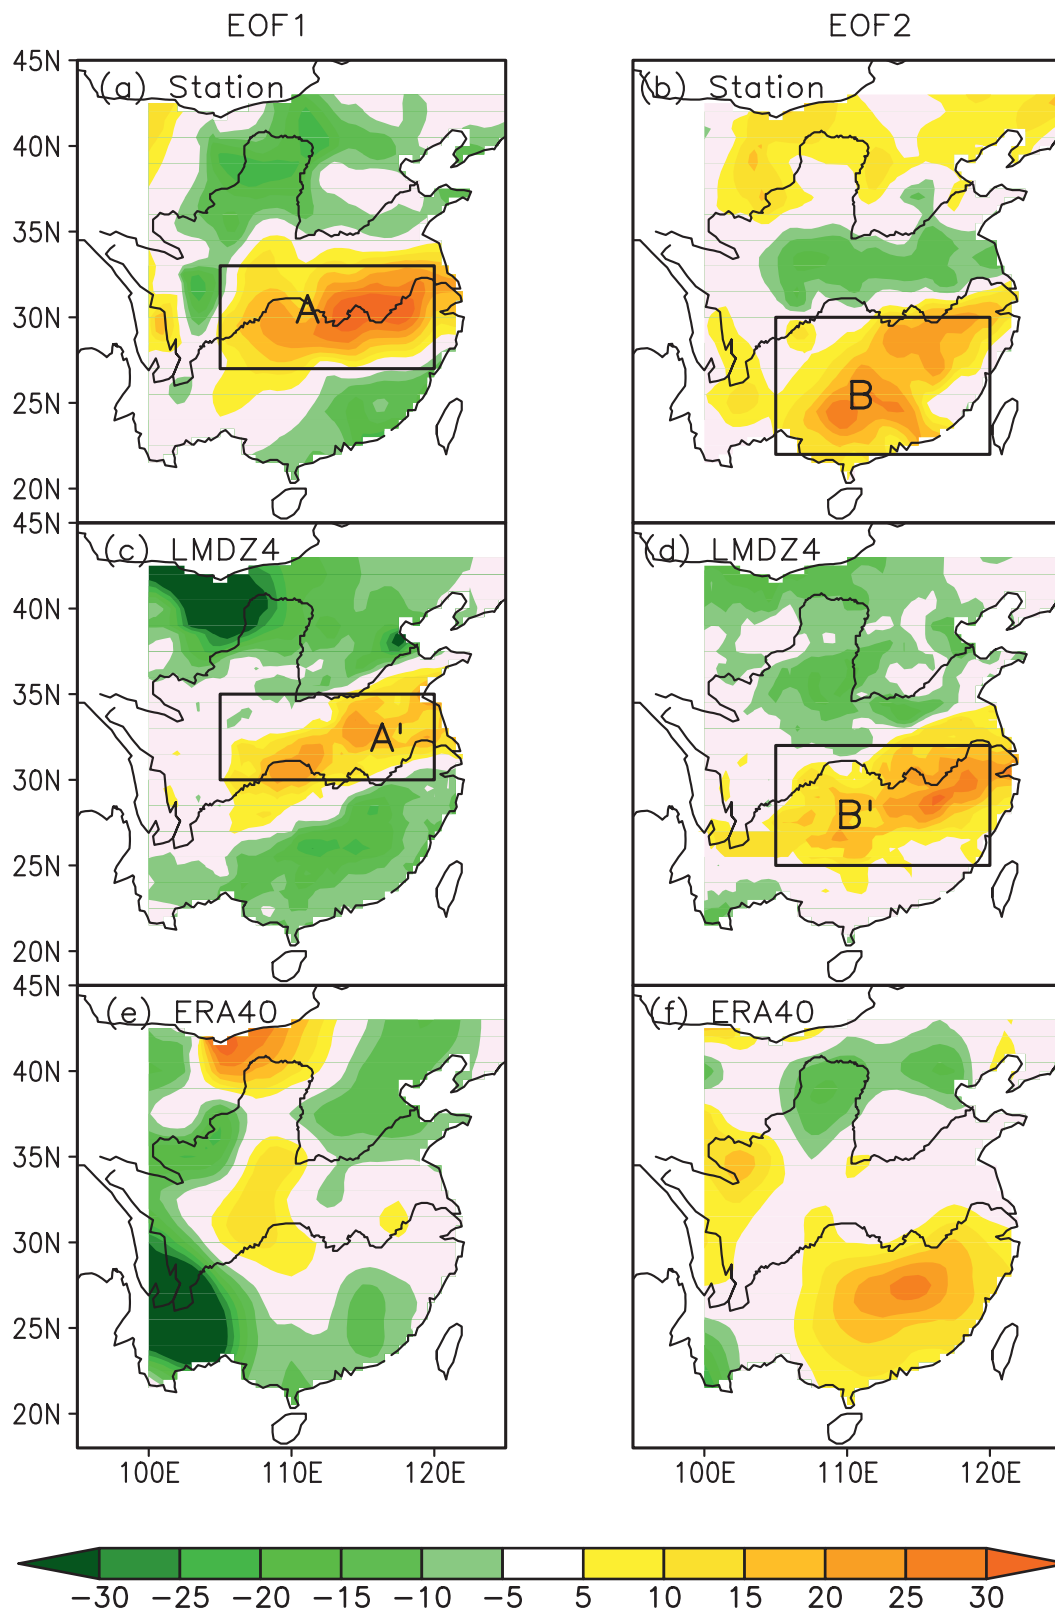 EOF1 EOF2
45N (a) Station (b) Station
40N
35N
30N A
B
25N
20N
45N (c) LMDZ4 (d) LMDZ4
40N
35N
A'
30N B'
25N
20N
45N (e) ERA40 (f) ERA40
40N
35N
30N
25N
20N
100E 110E 120E 100E 110E 120E
−30 −25 −20 −15 −10 −5 5 10 15 20 25 30